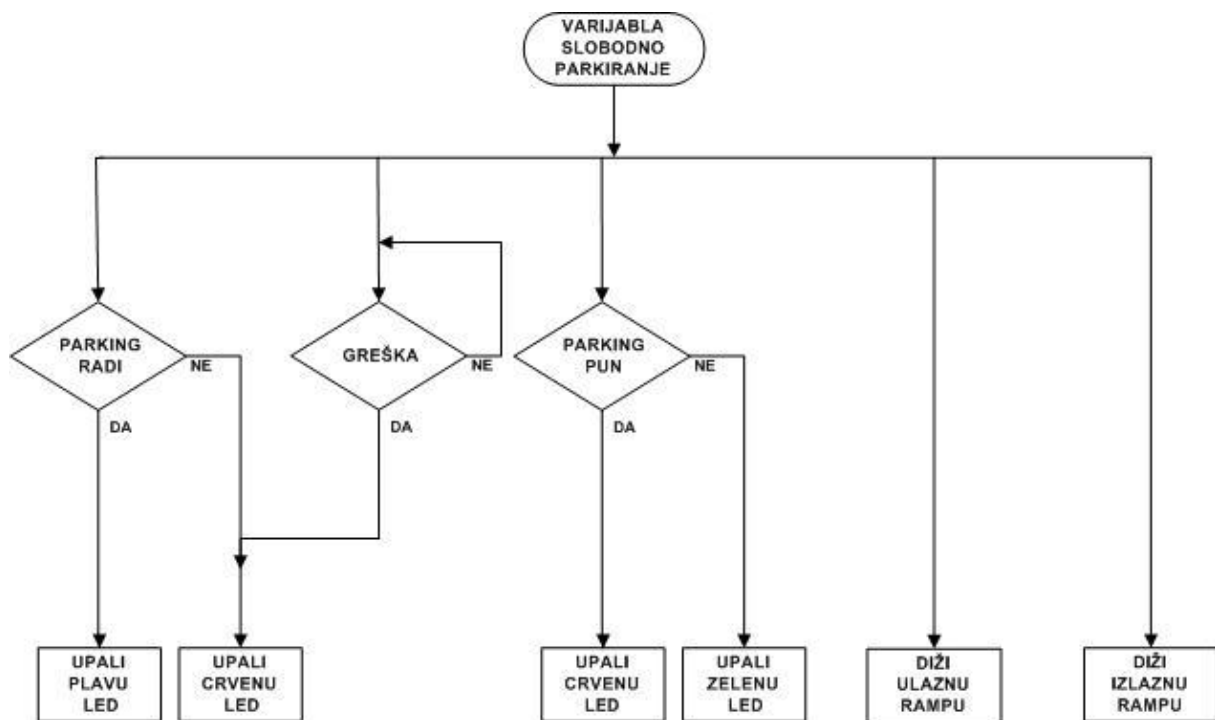 VARIJABLA
SLOBODNO
PARKIRANJE
PARKING
RADI
NE
DA
GREŠKA
NE
DA
PARKING
PUN
NE
DA
UPALI
PLAVU
LED
UPALI
CRVENU
LED
UPALI
CRVENU
LED
UPALI
ZELENU
LED
DIŽI
ULAZNU
RAMPU
DIŽI
IZLAZNU
RAMPU